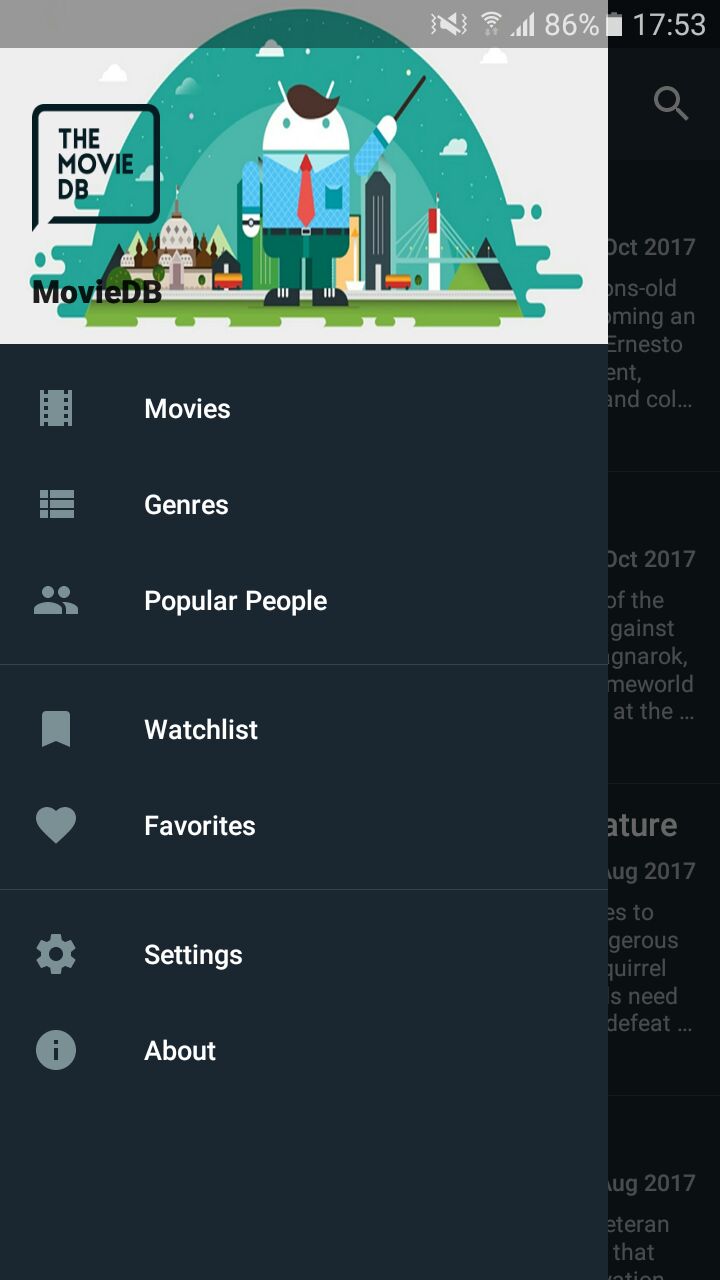 86% 17:53
THE
MOVIE
DB
MovieDB
Movies
Genres
Popular People
Watchlist
Favorites
Settings
About
Oct 2017
ons-old
oming an
Ernesto
ent,
and col...
Oct 2017
of the
gainst
agnarok,
meworld
at the ...
ature
Aug 2017
es to
gerous
quirrel
ls need
defeat ...
Aug 2017
eteran
that